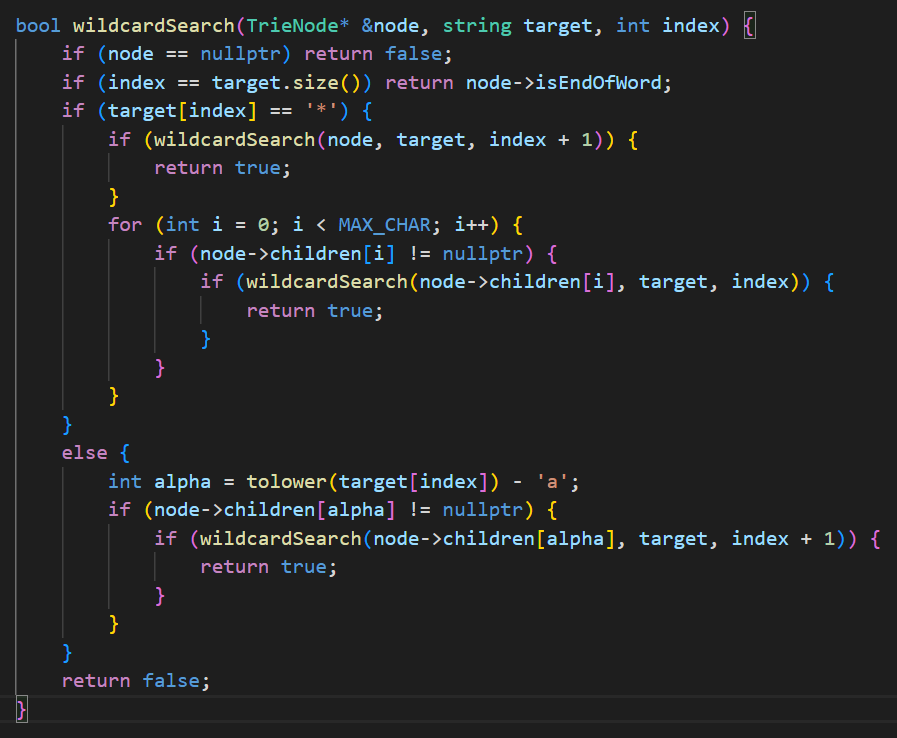 bool wildcardSearch(TrieNode* &node, string target, int index) {
    if (node == nullptr) return false;
    if (index == target.size()) return node->isEndOfWord;
    if (target[index] == '*') {
        if (wildcardSearch(node, target, index + 1)) {
            return true;
        }
        for (int i = 0; i < MAX_CHAR; i++) {
            if (node->children[i] != nullptr) {
                if (wildcardSearch(node->children[i], target, index)) {
                    return true;
                }
            }
        }
    }
    else {
        int alpha = tolower(target[index]) - 'a';
        if (node->children[alpha] != nullptr) {
            if (wildcardSearch(node->children[alpha], target, index + 1)) {
                return true;
            }
        }
    }
    return false;
}